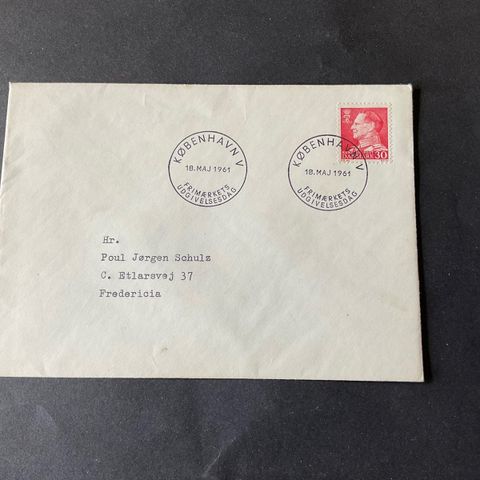 KØBENHAVN V
18. MAJ 1961
FRIMÆRKETS
UDGIVELSESDAG
KØBENHAVN V
18. MAJ 1961
FRIMÆRKETS
UDGIVELSESDAG
30
Hr.
Poul Jørgen Schulz
C. Etlarsvej 37
Fredericia